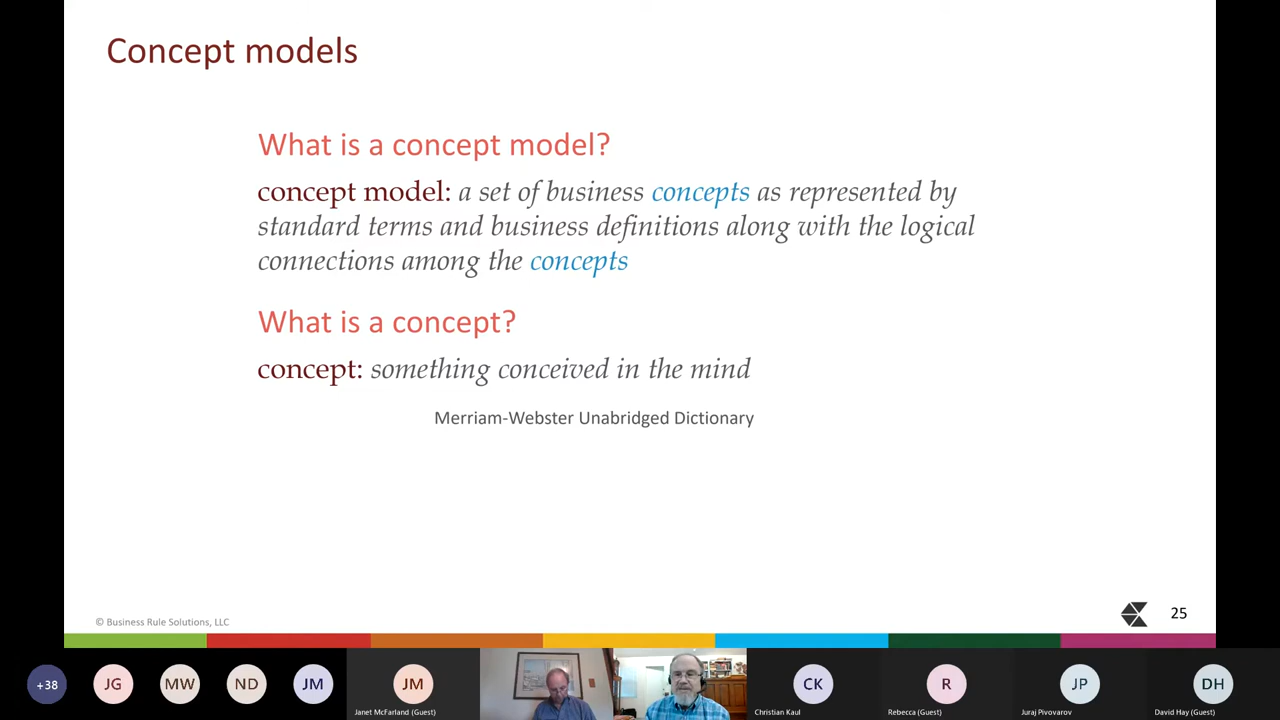 Concept models
What is a concept model?
concept model: a set of business concepts as represented by
standard terms and business definitions along with the logical
connections among the concepts
What is a concept?
concept: something conceived in the mind
Merriam-Webster Unabridged Dictionary
© Business Rule Solutions, LLC
25
+38
JG
MW
ND
JM
JM
Janet McFarland (Guest)
CK
Christian Kaul
R
Rebecca (Guest)
JP
Juraj Pivovarov
DH
David Hay (Guest)